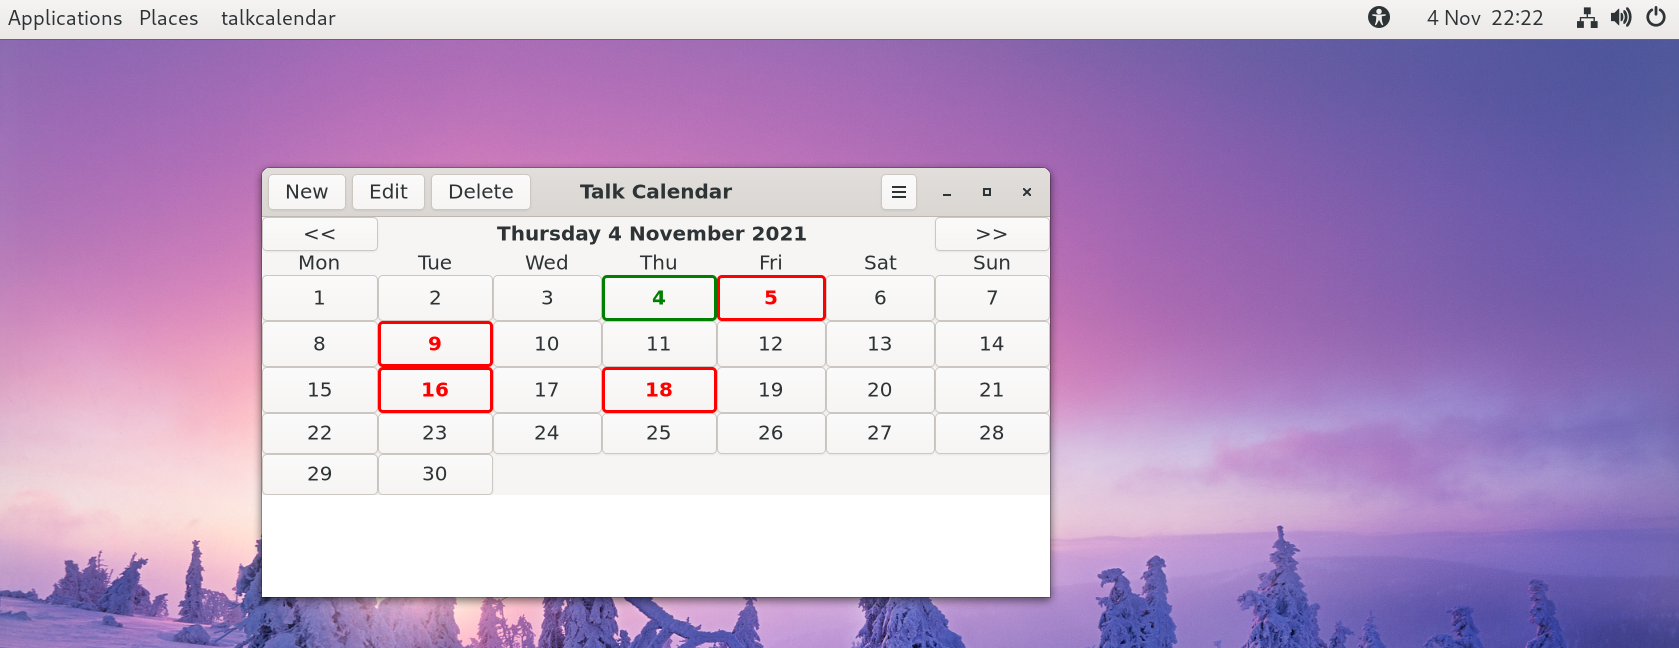 Applications Places talkcalendar 4 Nov 22:22
New Edit Delete Talk Calendar
<< Thursday 4 November 2021 >>
Mon Tue Wed Thu Fri Sat Sun
1 2 3 4 5 6 7
8 9 10 11 12 13 14
15 16 17 18 19 20 21
22 23 24 25 26 27 28
29 30